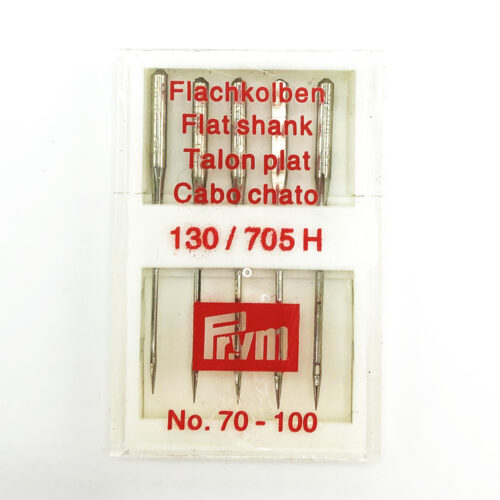 Flachkolben
Flat shank
Talon plat
Cabo chato
130 / 705 H
Prym
No. 70 - 100